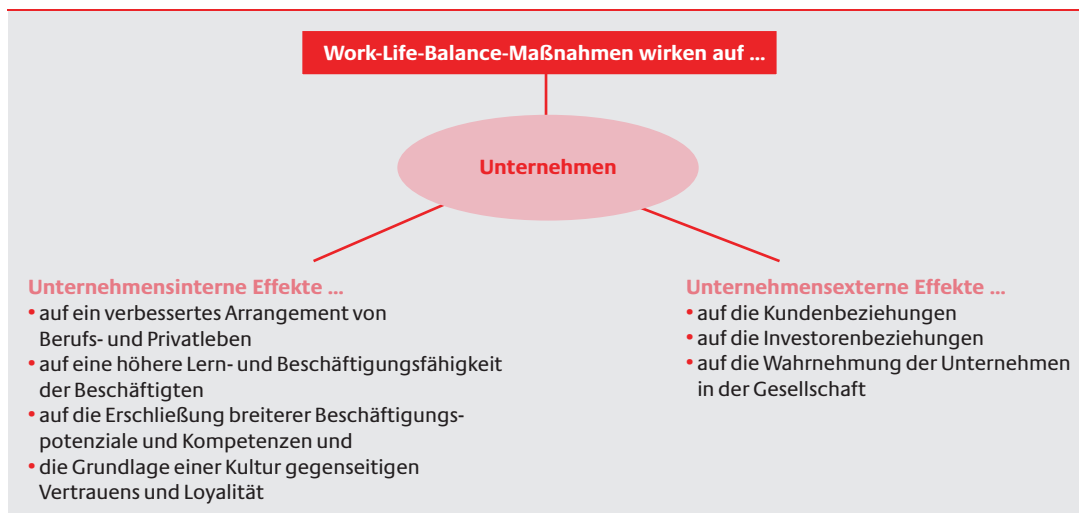 Work-Life-Balance-Maßnahmen wirken auf ...
Unternehmen
Unternehmensinterne Effekte ...
• auf ein verbessertes Arrangement von
Berufs- und Privatleben
• auf eine höhere Lern- und Beschäftigungsfähigkeit
der Beschäftigten
• auf die Erschließung breiterer Beschäftigungs-
potenziale und Kompetenzen und
• die Grundlage einer Kultur gegenseitigen
Vertrauens und Loyalität
Unternehmensexterne Effekte ...
• auf die Kundenbeziehungen
• auf die Investorenbeziehungen
• auf die Wahrnehmung der Unternehmen
in der Gesellschaft